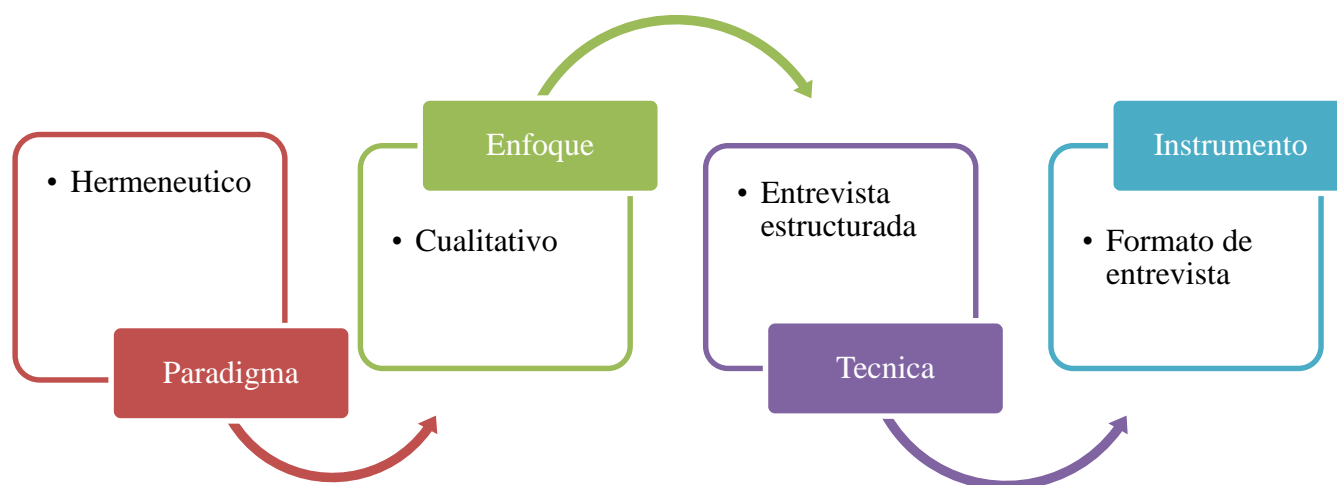 • Hermeneutico
Paradigma
Enfoque
• Cualitativo
• Entrevista
estructurada
Tecnica
Instrumento
• Formato de
entrevista